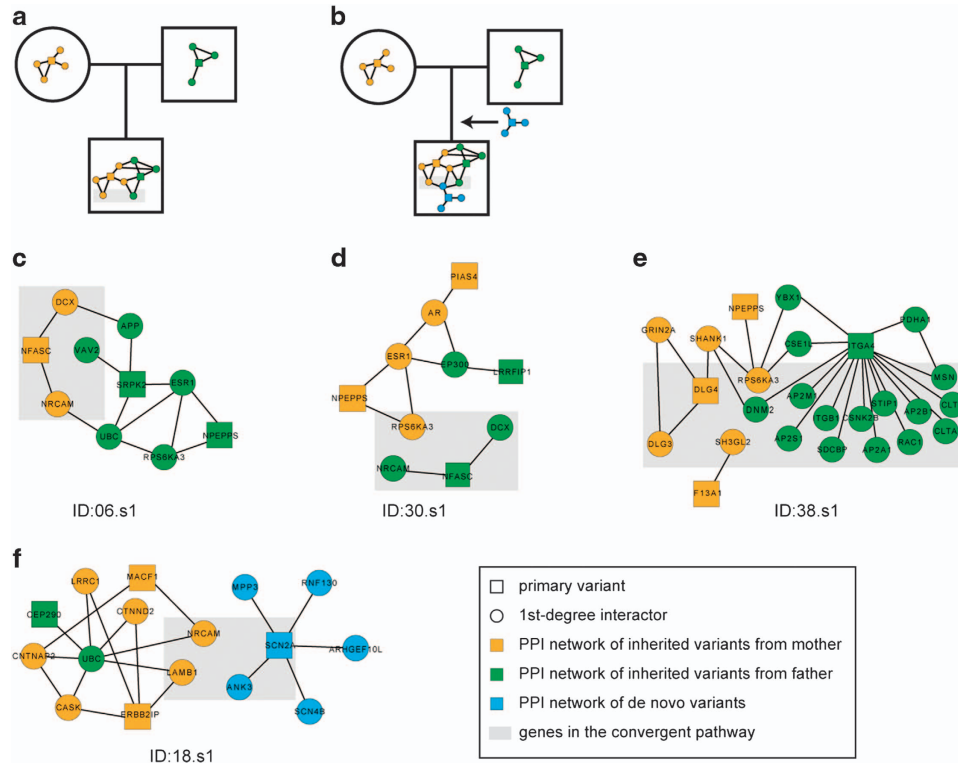 a
b
c
DCX
APP
NFASC
VAV2
SRPK2
ESR1
NRCAM
UBC
NPEPPS
RPS6KA3
ID:06.s1
d
PIAS4
AR
ESR1
EP300
LRRFIP1
NPEPPS
RPS6KA3
DCX
NRCAM
NFASC
ID:30.s1
e
YBX1
NPEPPS
PDHA1
GRIN2A
SHANK1
CSE1L
ITGA4
RPS6KA3
MSN
DLG4
DNM2
AP2M1
STIP1
CLT
ITGB1
CSNK2B
AP2B1
CLTA
DLG3
SH3GL2
AP2S1
SDCBP
AP2A1
RAC1
F13A1
ID:38.s1
f
LRRC1
MACF1
CEP290
CTNND2
NRCAM
CNTNAP2
UBC
LAMB1
CASK
ERBB2IP
MPP3
RNF130
SCN2A
ARHGEF10L
ANK3
SCN4B
ID:18.s1
primary variant
1st-degree interactor
PPI network of inherited variants from mother
PPI network of inherited variants from father
PPI network of de novo variants
genes in the convergent pathway